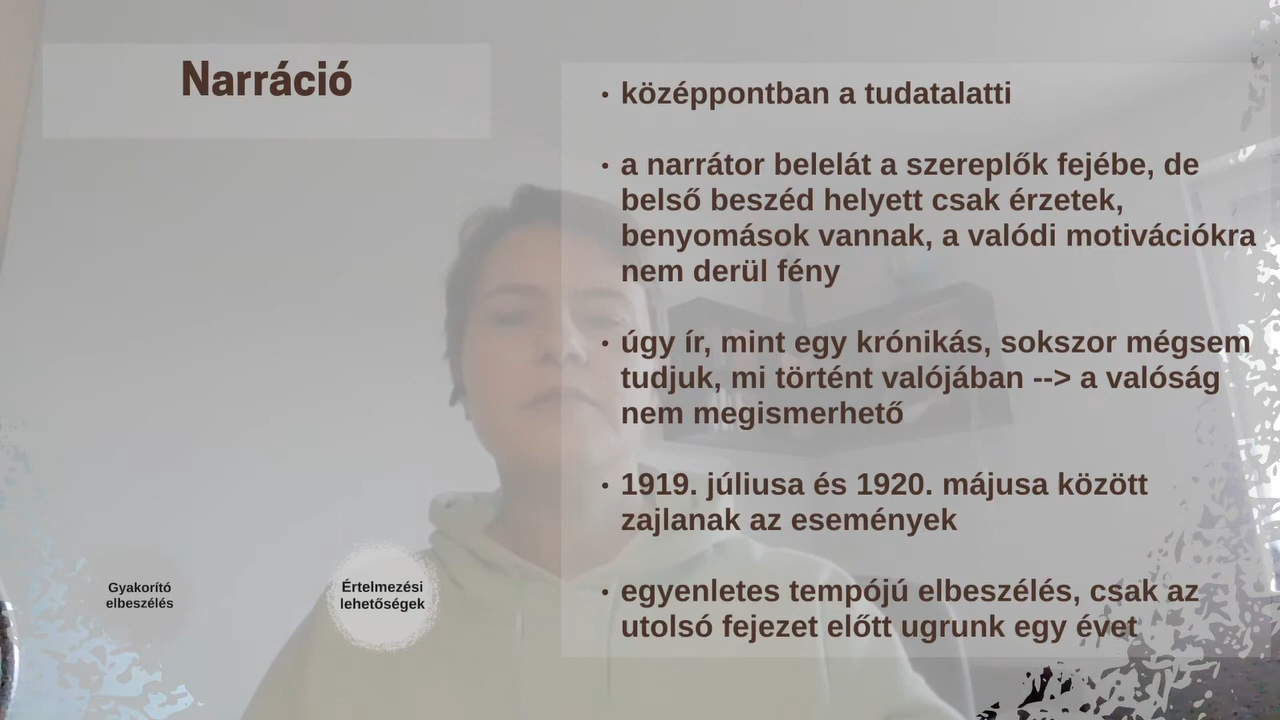 Narráció
• középpontban a tudatalatti
• a narrátor belelát a szereplők fejébe, de
belső beszéd helyett csak érzetek,
benyomások vannak, a valódi motivációkra
nem derül fény
• úgy ír, mint egy krónikás, sokszor mégsem
tudjuk, mi történt valójában --> a valóság
nem megismerhető
• 1919. júliusa és 1920. májusa között
zajlanak az események
• egyenletes tempójú elbeszélés, csak az
utolsó fejezet előtt ugrunk egy évet
Gyakorító
elbeszélés
Értelmezési
lehetőségek